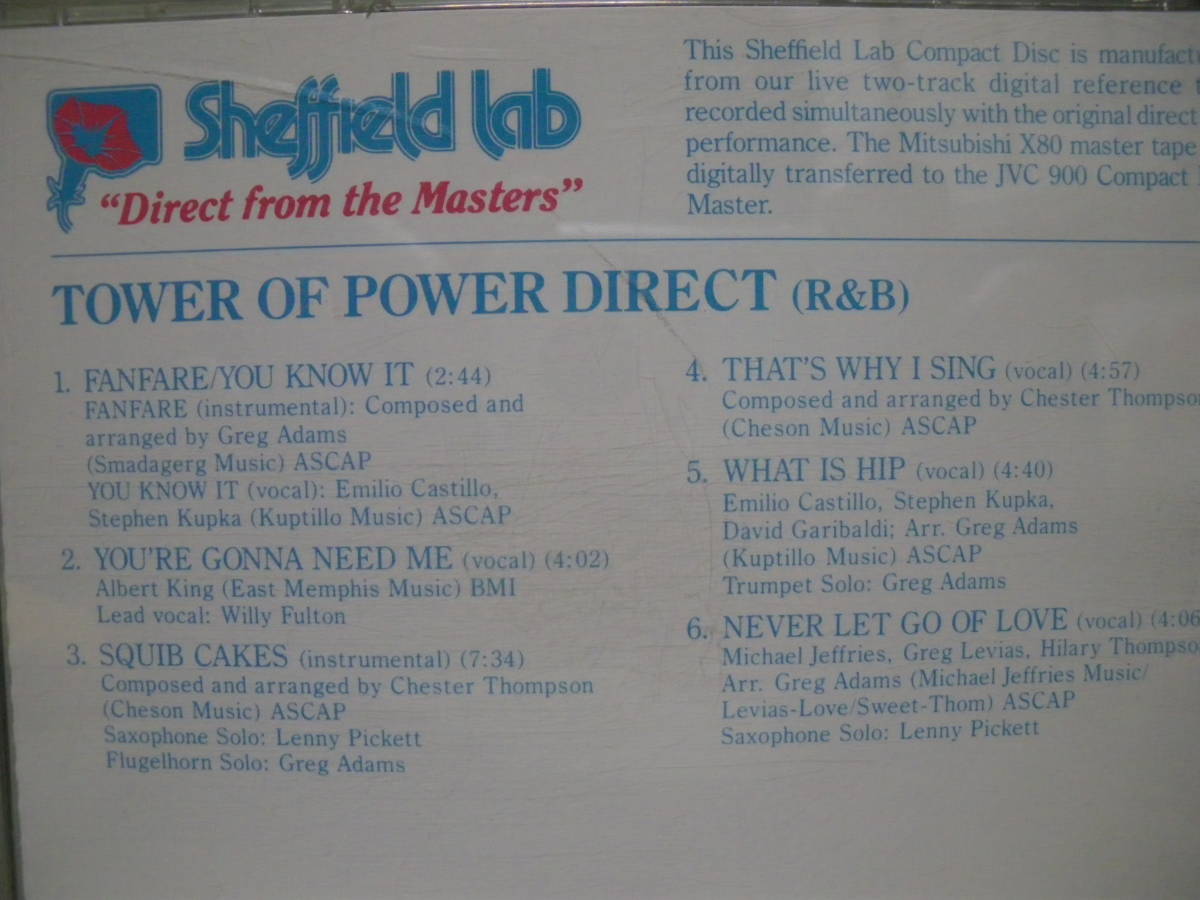 Sheffield Lab
"Direct from the Masters"
This Sheffield Lab Compact Disc is
from our live two-track digital reference
recorded simultaneously with the original direct
performance. The Mitsubishi X80 master tape
digitally transferred to the JVC 900 Compact
Master.
TOWER OF POWER DIRECT (R&B)
1. FANFARE/YOU KNOW IT (2:44)
FANFARE (instrumental): Composed and
arranged by Greg Adams
(Smadagerg Music) ASCAP
YOU KNOW IT (vocal): Emilio Castillo,
Stephen Kupka (Kuptillo Music) ASCAP
2. YOU'RE GONNA NEED ME (vocal) (4:02)
Albert King (East Memphis Music) BMI
Lead vocal: Willy Fulton
3. SQUIB CAKES (instrumental) (7:34)
Composed and arranged by Chester Thompson
(Cheson Music) ASCAP
Saxophone Solo: Lenny Pickett
Flugelhorn Solo: Greg Adams
4. THAT'S WHY I SING (vocal) (4:57)
Composed and arranged by Chester Thompson
(Cheson Music) ASCAP
5. WHAT IS HIP (vocal) (4:40)
Emilio Castillo, Stephen Kupka,
David Garibaldi; Arr. Greg Adams
(Kuptillo Music) ASCAP
Trumpet Solo: Greg Adams
6. NEVER LET GO OF LOVE (vocal) (4:06
Michael Jeffries, Greg Levias, Hilary Thompso
Arr. Greg Adams (Michael Jeffries Music/
Levias-Love/Sweet-Thom) ASCAP
Saxophone Solo: Lenny Pickett